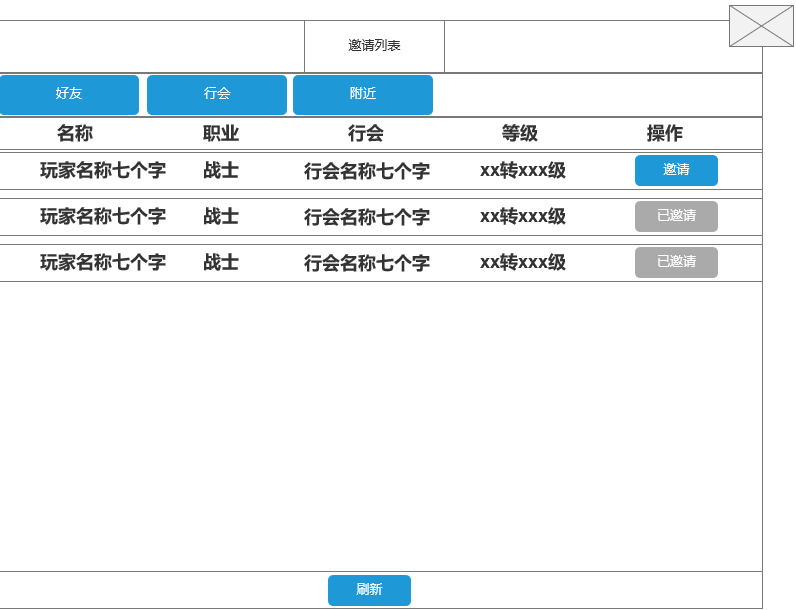 邀请列表
好友 行会 附近
名称 职业 行会 等级 操作
玩家名称七个字 战士 行会名称七个字 xx转xxx级 邀请
玩家名称七个字 战士 行会名称七个字 xx转xxx级 已邀请
玩家名称七个字 战士 行会名称七个字 xx转xxx级 已邀请
刷新